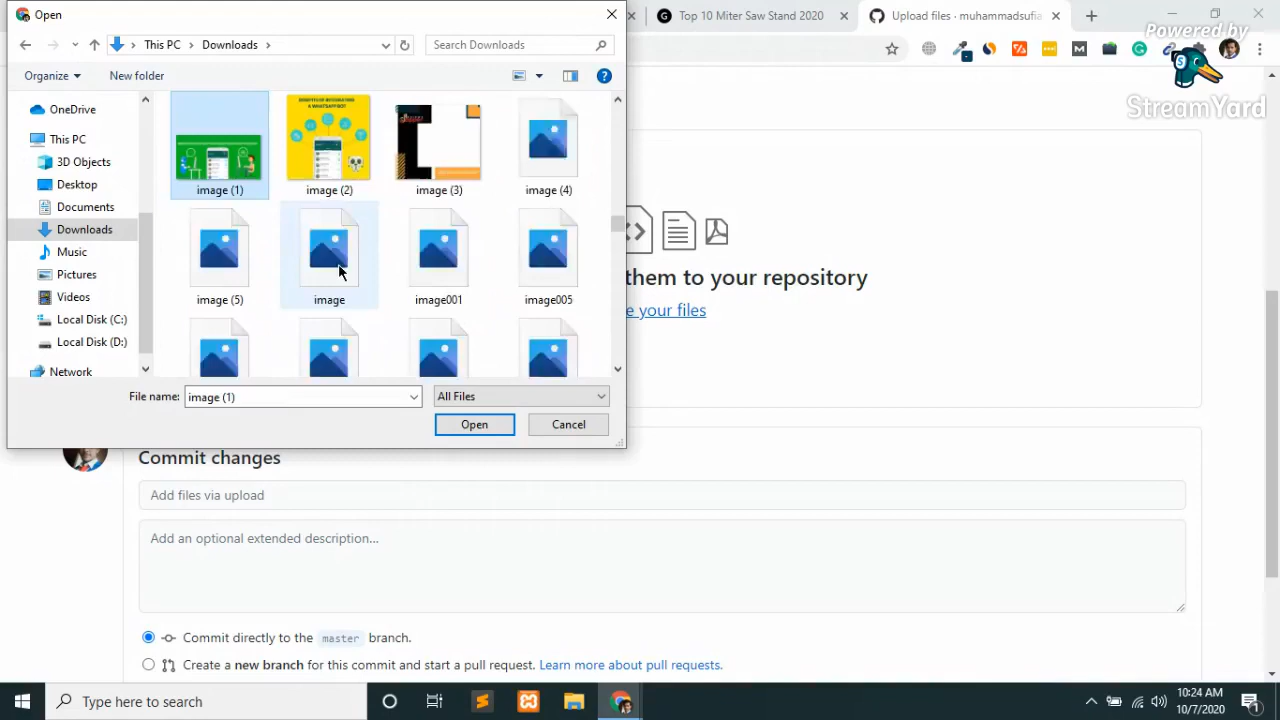 Open
Top 10 Miter Saw Stand 2020
Upload files · muhammadsufia
Powered by
StreamYard
This PC
Downloads
Search Downloads
Organize
New folder
OneDrive
This PC
3D Objects
Desktop
Documents
Downloads
Music
Pictures
Videos
Local Disk (C:)
Local Disk (D:)
Network
image (1)
image (2)
image (3)
image (4)
image (5)
image
image001
image005
File name:
image (1)
All Files
Open
Cancel
them to your repository
e your files
Commit changes
Add files via upload
Add an optional extended description...
Commit directly to the master branch.
Create a new branch for this commit and start a pull request. Learn more about pull requests.
Type here to search
10:24 AM
10/7/2020
1